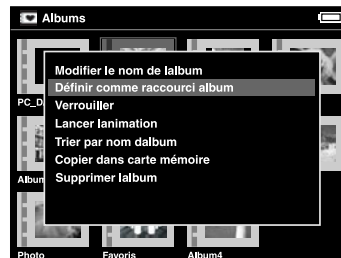 Albums
Modifier le nom de lalbum
Définir comme raccourci album
Verrouiller
Lancer lanimation
Trier par nom dalbum
Copier dans carte mémoire
Supprimer lalbum
PC_D
Album
Photo
Favoris
Album4